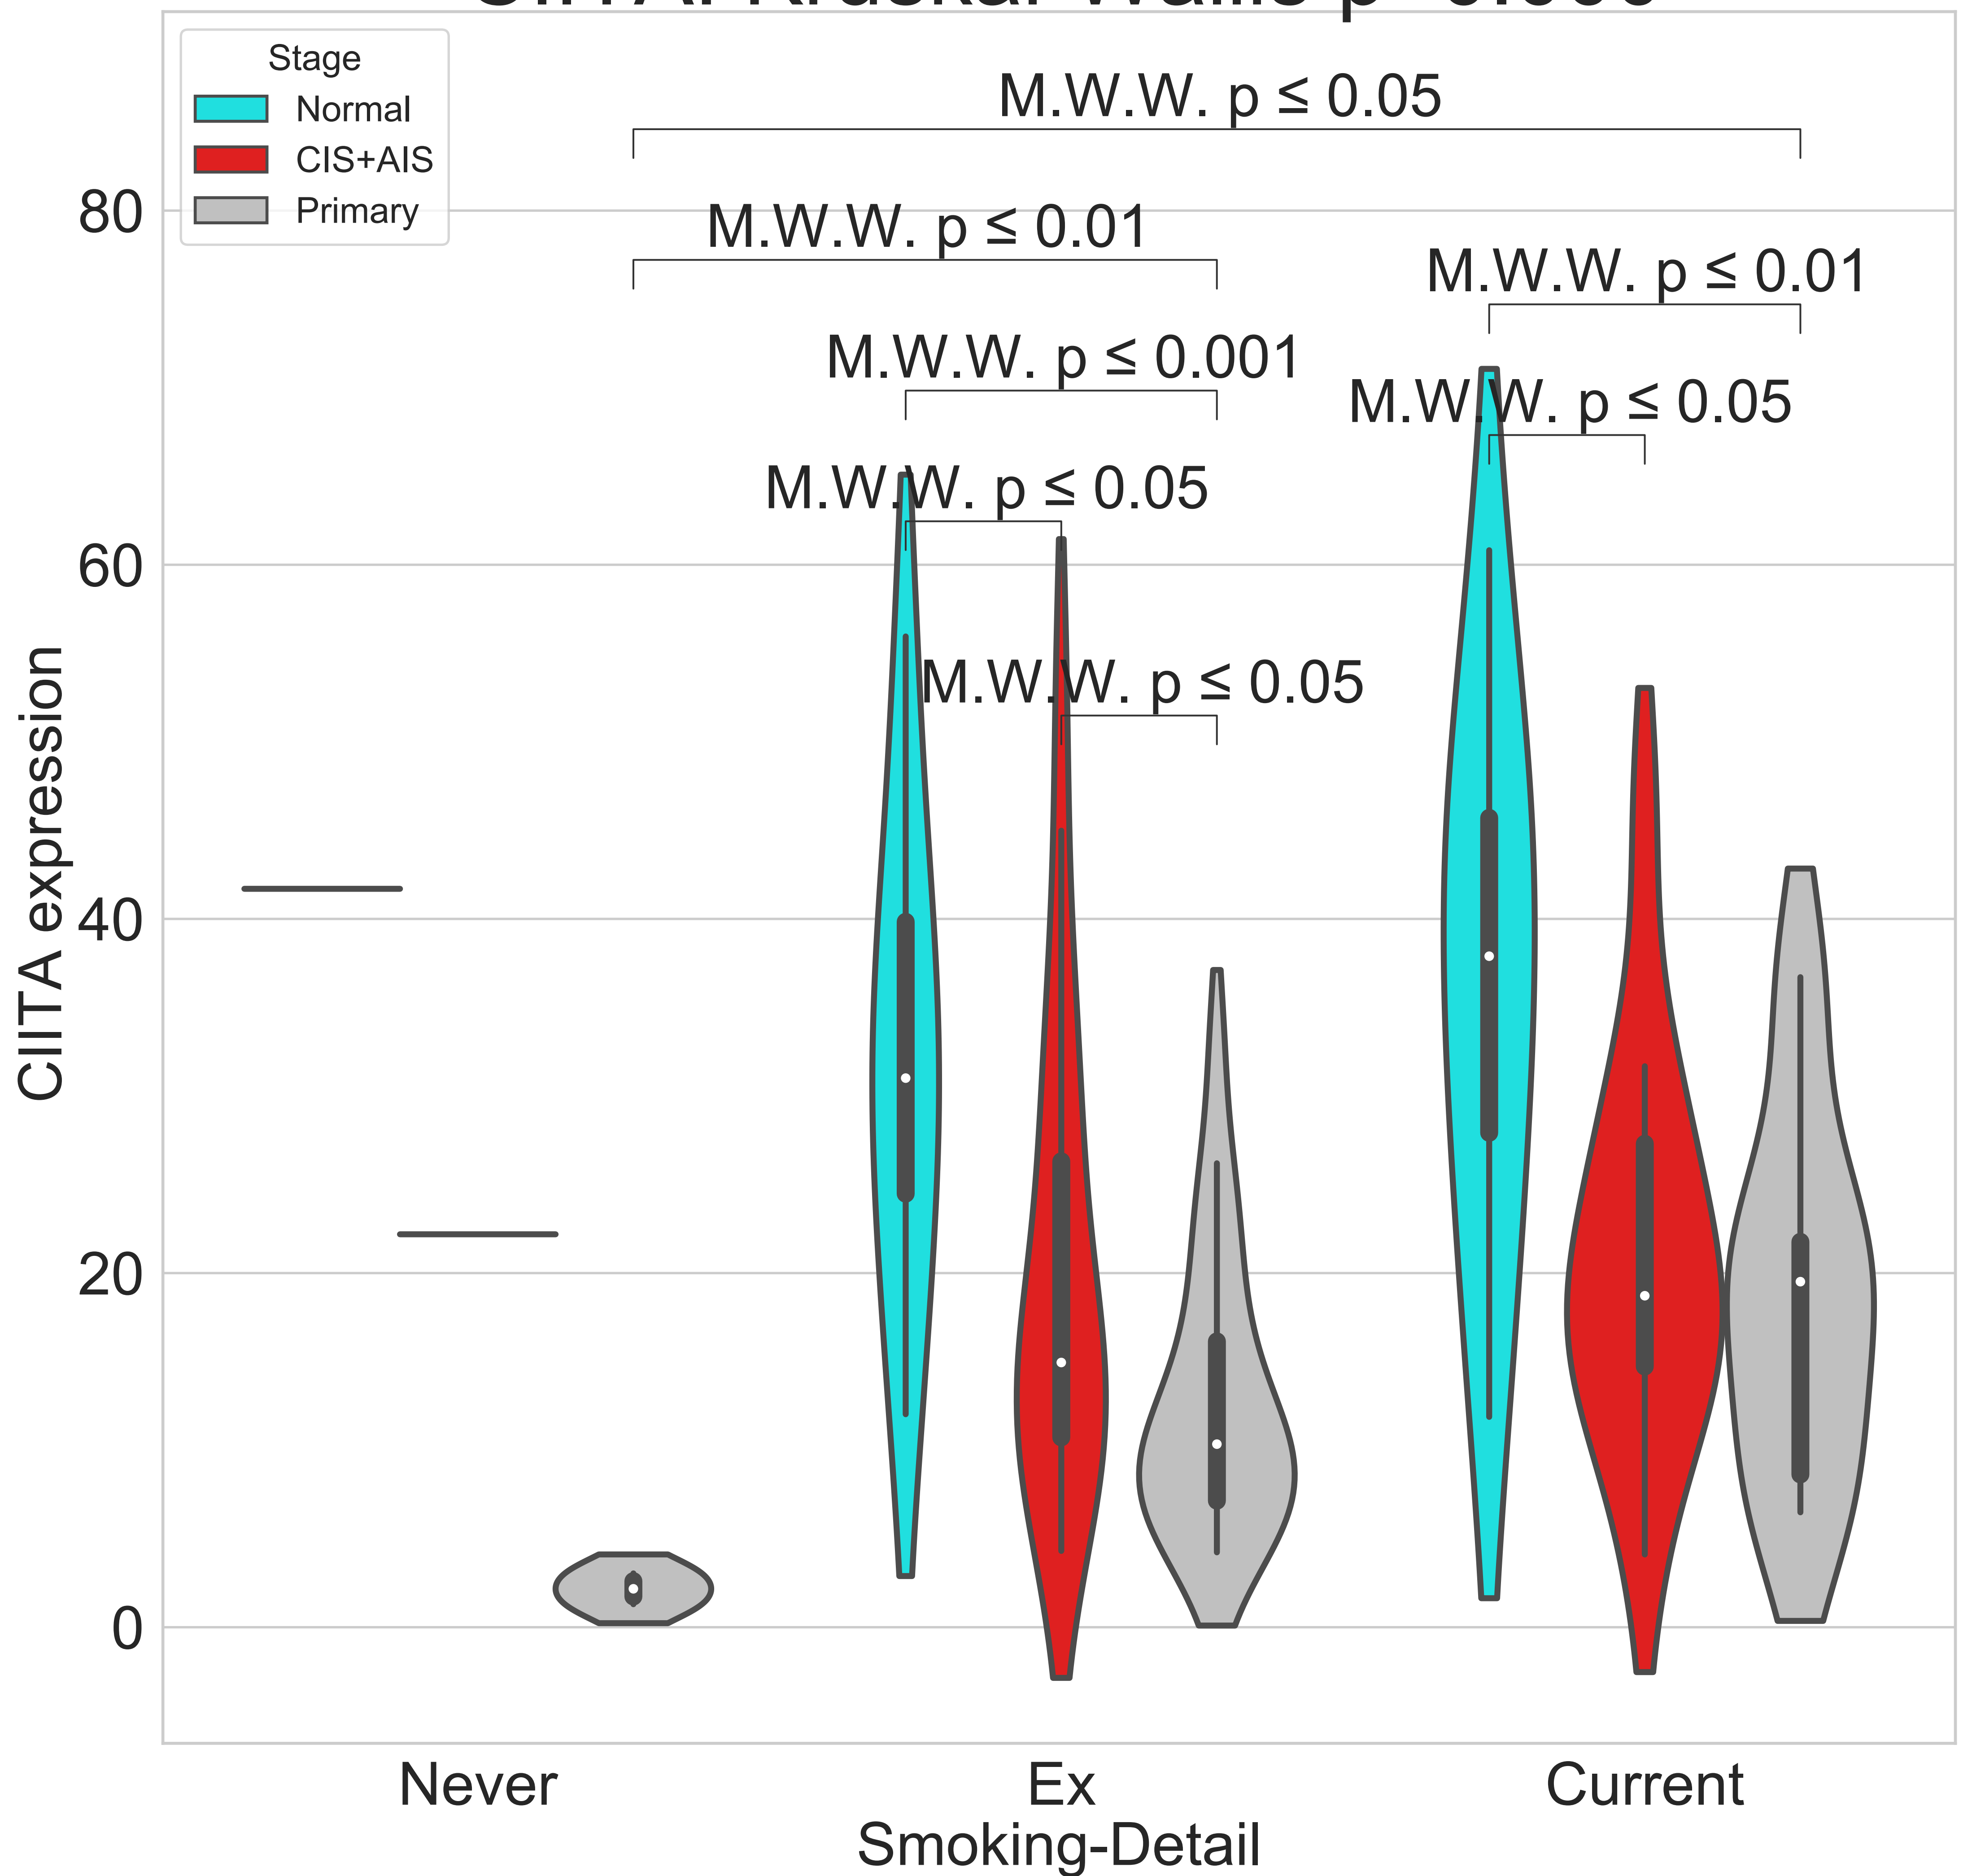 Stage
Normal
CIS+AIS
Primary
M.W.W. p ≤ 0.05
M.W.W. p ≤ 0.01
M.W.W. p ≤ 0.01
M.W.W. p ≤ 0.001
M.W.W. p ≤ 0.05
M.W.W. p ≤ 0.05
M.W.W. p ≤ 0.05
80
60
40
20
0
CIITA expression
Never
Ex
Current
Smoking-Detail